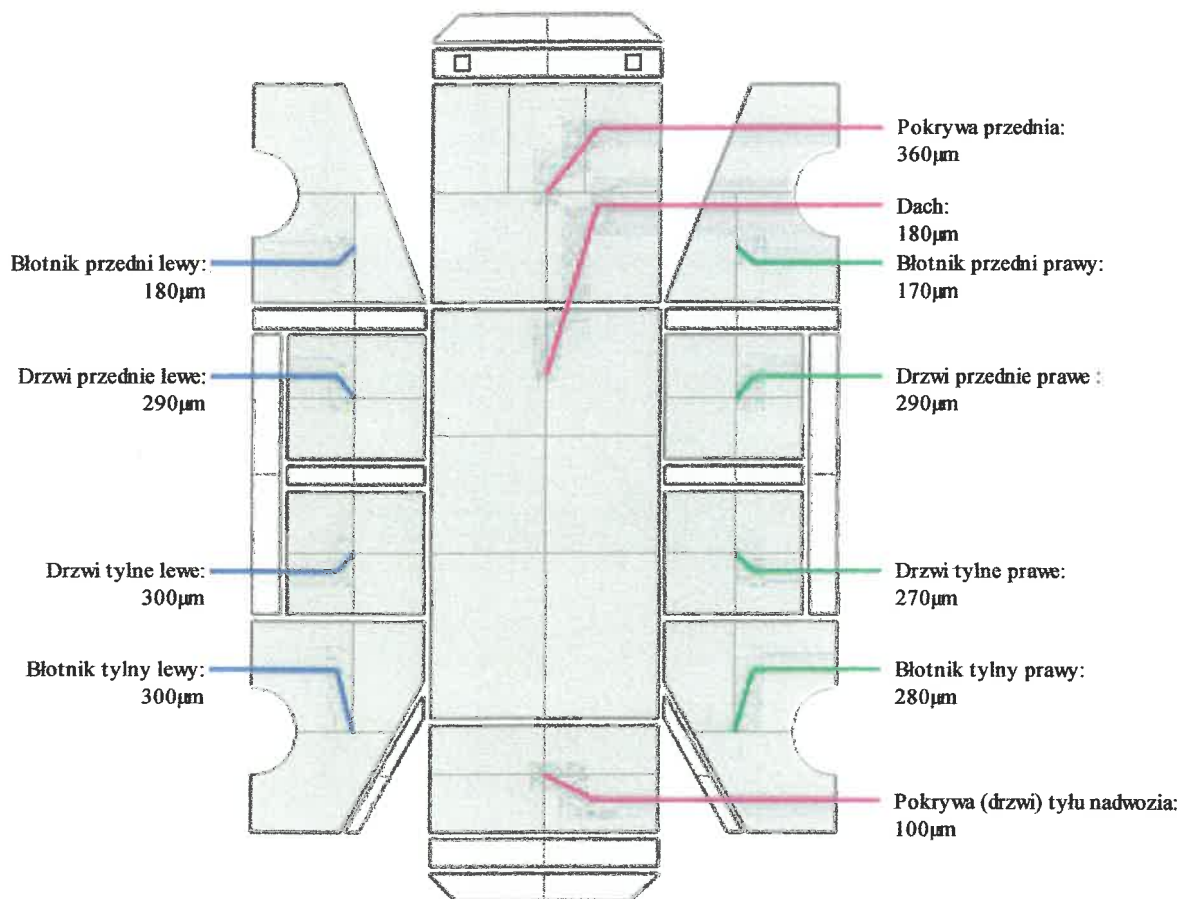 Pokrywa przednia:
360µm
Dach:
180µm
Błotnik przedni lewy:
180µm
Błotnik przedni prawy:
170µm
Drzwi przednie lewe:
290µm
Drzwi przednie prawe :
290µm
Drzwi tylne lewe:
300µm
Drzwi tylne prawe:
270µm
Błotnik tylny lewy:
300µm
Błotnik tylny prawy:
280µm
Pokrywa (drzwi) tyłu nadwozia:
100µm